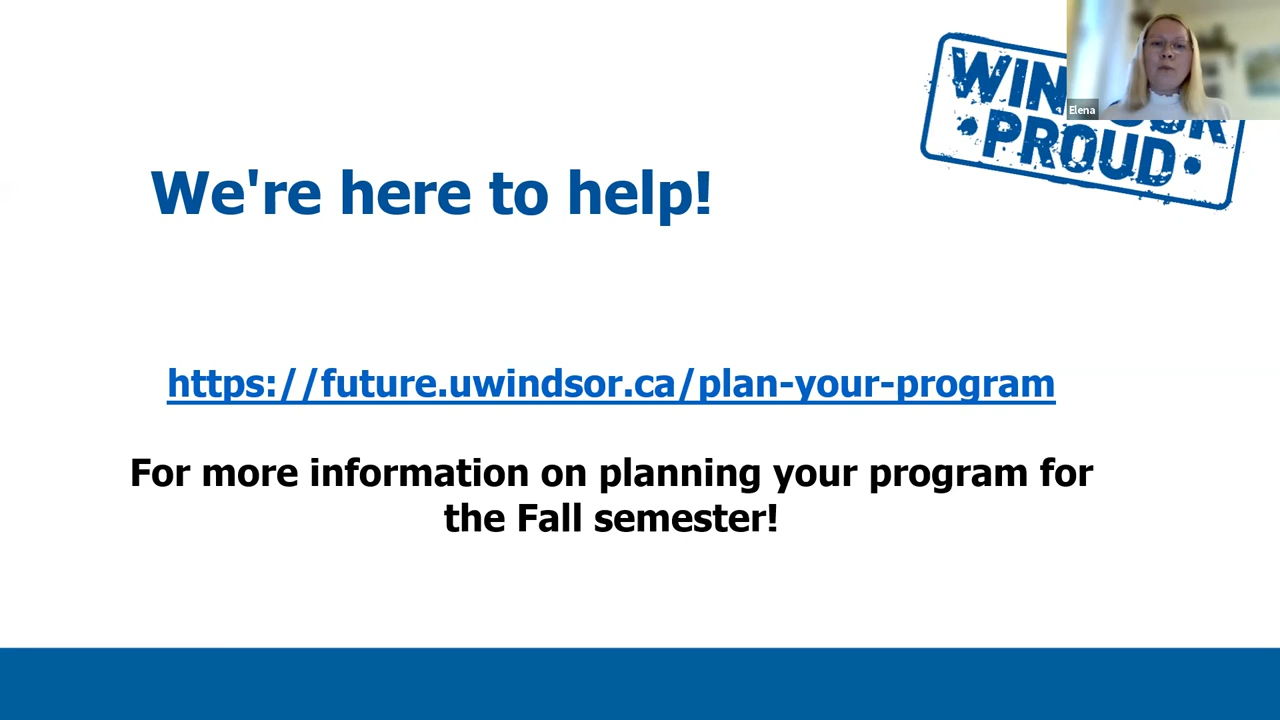 WIN
PROUD
Elena
We're here to help!
https://future.uwindsor.ca/plan-your-program
For more information on planning your program for
the Fall semester!